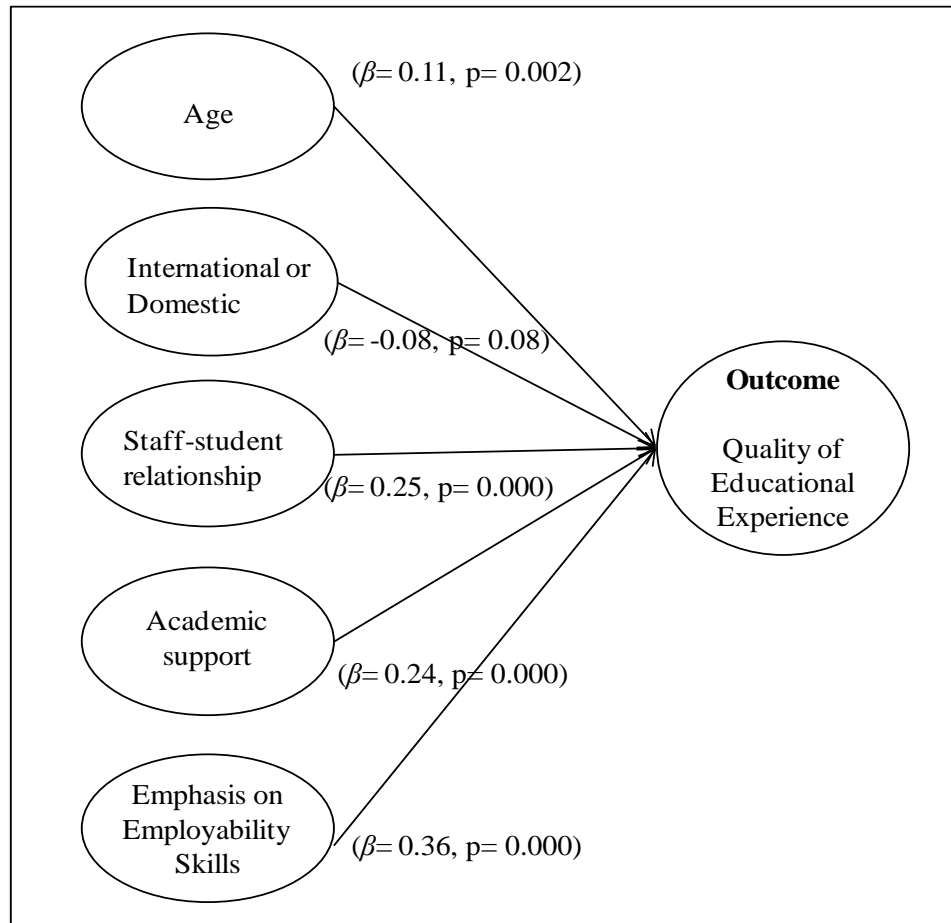 (β= 0.11, p= 0.002)
Age
International or
Domestic
(β= -0.08, p= 0.08)
Staff-student
relationship
(β= 0.25, p= 0.000)
Academic
support
(β= 0.24, p= 0.000)
Emphasis on
Employability
Skills
(β= 0.36, p= 0.000)
Outcome
Quality of
Educational
Experience